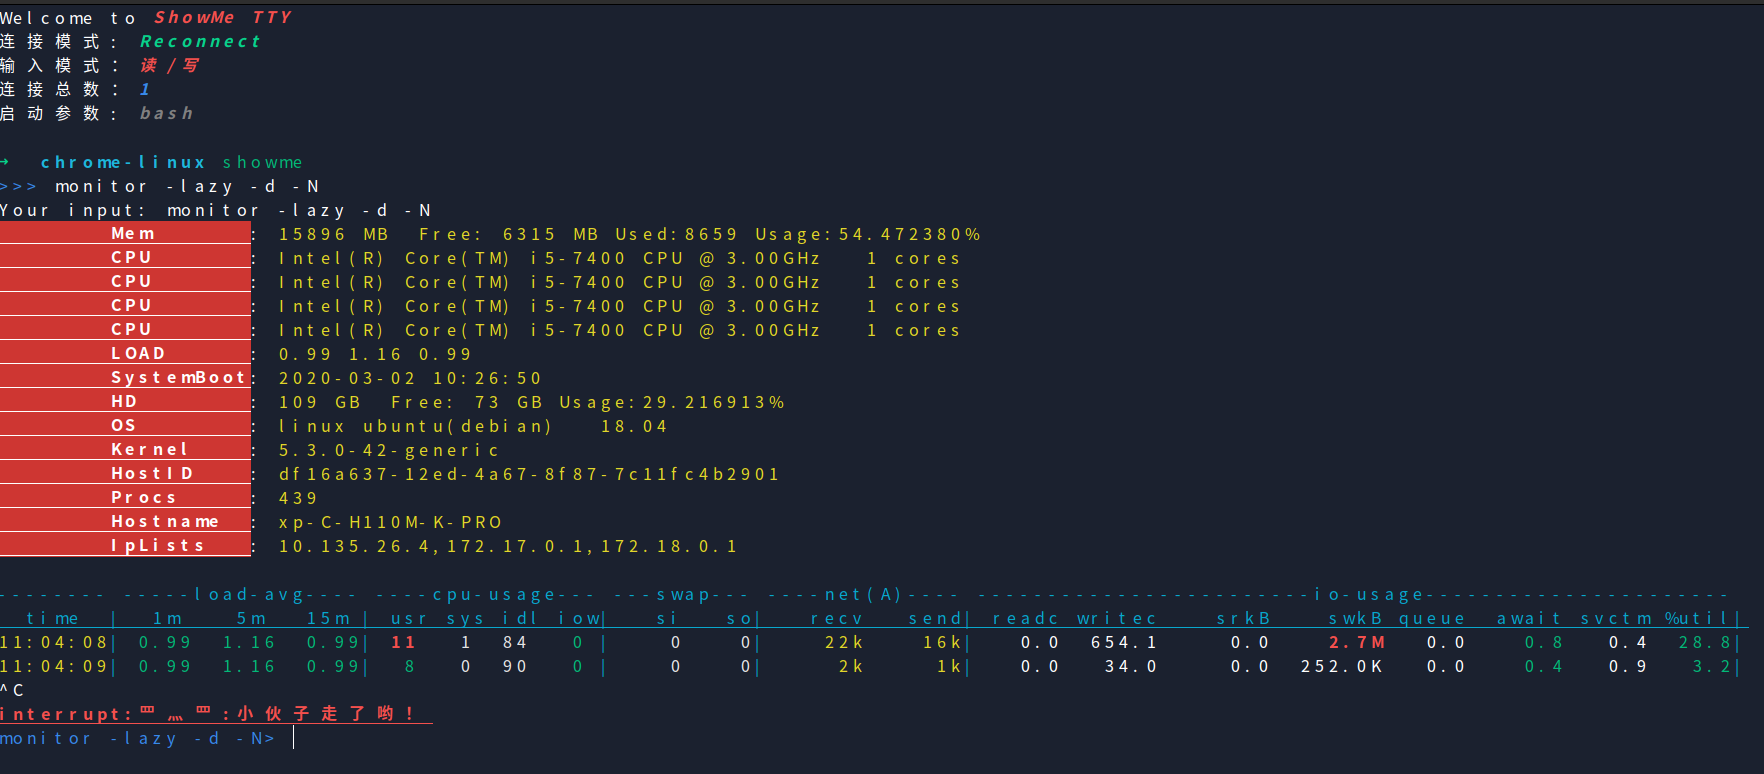 Welcome to ShowMe TTY
连接模式: Reconnect
输入模式: 读/写
连接总数: 1
启动参数: bash
→ chrome-linux showme
>>> monitor -lazy -d -N
Your input: monitor -lazy -d -N
Mem : 15896 MB Free: 6315 MB Used:8659 Usage:54.472380%
CPU : Intel(R) Core(TM) i5-7400 CPU @ 3.00GHz 1 cores
CPU : Intel(R) Core(TM) i5-7400 CPU @ 3.00GHz 1 cores
CPU : Intel(R) Core(TM) i5-7400 CPU @ 3.00GHz 1 cores
CPU : Intel(R) Core(TM) i5-7400 CPU @ 3.00GHz 1 cores
LOAD : 0.99 1.16 0.99
SystemBoot: 2020-03-02 10:26:50
HD : 109 GB Free: 73 GB Usage:29.216913%
OS : linux ubuntu(debian) 18.04
Kernel : 5.3.0-42-generic
HostID : df16a637-12ed-4a67-8f87-7c11fc4b2901
Procs : 439
Hostname : xp-C-H110M-K-PRO
IpLists : 10.135.26.4,172.17.0.1,172.18.0.1
-------- -----load-avg---- ----cpu-usage--- ---swap--- ----net(A)---- ------------------------io-usage----------------------
time | 1m 5m 15m | usr sys idl iow| si so| recv send| readc writec srkB swkB queue await svctm %util|
11:04:08| 0.99 1.16 0.99| 11 1 84 0 | 0 0| 22k 16k| 0.0 654.1 0.0 2.7M 0.0 0.8 0.4 28.8|
11:04:09| 0.99 1.16 0.99| 8 0 90 0 | 0 0| 2k 1k| 0.0 34.0 0.0 252.0K 0.0 0.4 0.9 3.2|
^C
interrupt:罒灬罒:小伙子走了哟!
monitor -lazy -d -N>